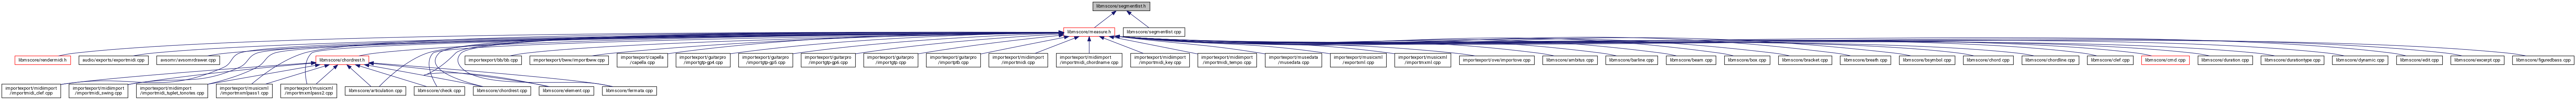 libmscore/segmentlist.h
libmscore/measure.h
libmscore/segmentlist.cpp
libmscore/rendermidi.h
audio/exports/exportmidi.cpp
avsomr/avsomrdrawer.cpp
libmscore/chordrest.h
importexport/bb/bb.cpp
importexport/bww/importbww.cpp
importexport/capella
/capella.cpp
importexport/guitarpro
/importgtp-gp4.cpp
importexport/guitarpro
/importgtp-gp5.cpp
importexport/guitarpro
/importgtp-gp6.cpp
importexport/guitarpro
/importgtp.cpp
importexport/guitarpro
/importptb.cpp
importexport/midiimport
/importmidi.cpp
importexport/midiimport
/importmidi_chordname.cpp
importexport/midiimport
/importmidi_key.cpp
importexport/midiimport
/importmidi_tempo.cpp
importexport/musedata
/musedata.cpp
importexport/musicxml
/exportxml.cpp
importexport/musicxml
/importmxml.cpp
importexport/ove/importove.cpp
libmscore/ambitus.cpp
libmscore/barline.cpp
libmscore/beam.cpp
libmscore/box.cpp
libmscore/bracket.cpp
libmscore/breath.cpp
libmscore/bsymbol.cpp
libmscore/chord.cpp
libmscore/chordline.cpp
libmscore/clef.cpp
libmscore/cmd.cpp
libmscore/duration.cpp
libmscore/durationtype.cpp
libmscore/dynamic.cpp
libmscore/edit.cpp
libmscore/excerpt.cpp
libmscore/figuredbass.cpp
importexport/midiimport
/importmidi_clef.cpp
importexport/midiimport
/importmidi_swing.cpp
importexport/midiimport
/importmidi_tuplet_tonotes.cpp
importexport/musicxml
/importmxmlpass1.cpp
importexport/musicxml
/importmxmlpass2.cpp
libmscore/articulation.cpp
libmscore/check.cpp
libmscore/chordrest.cpp
libmscore/element.cpp
libmscore/fermata.cpp